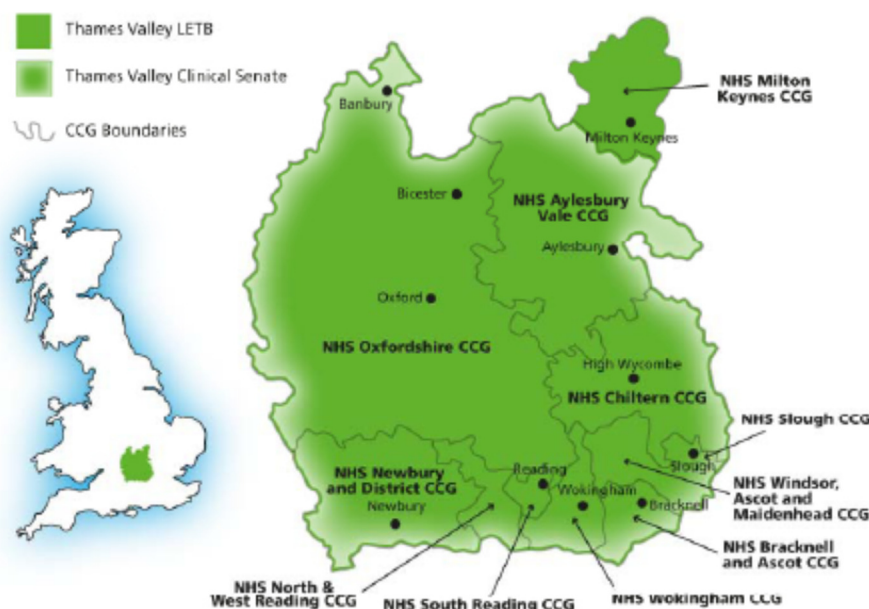 Thames Valley LETB
Thames Valley Clinical Senate
CCG Boundaries
NHS Milton
Keynes CCG
Banbury
Milton Keynes
Bicester
NHS Aylesbury
Vale CCG
Aylesbury
Oxford
NHS Oxfordshire CCG
High Wycombe
NHS Chiltern CCG
NHS Slough CCG
Slough
NHS Newbury
and District CCG
Newbury
Reading
Wokingham
Bracknell
NHS Windsor,
Ascot and
Maidenhead CCG
NHS Bracknell
and Ascot CCG
NHS North &
West Reading CCG
NHS South Reading CCG
NHS Wokingham CCG